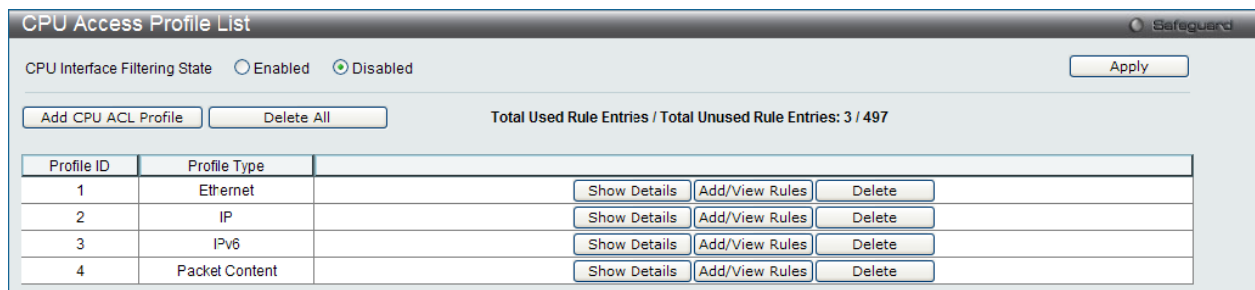 CPU Access Profile List Safeguard
CPU Interface Filtering State Enabled Disabled Apply
Add CPU ACL Profile Delete All Total Used Rule Entries / Total Unused Rule Entries: 3 / 497
Profile ID Profile Type
1 Ethernet Show Details Add/View Rules Delete
2 IP Show Details Add/View Rules Delete
3 IPv6 Show Details Add/View Rules Delete
4 Packet Content Show Details Add/View Rules Delete